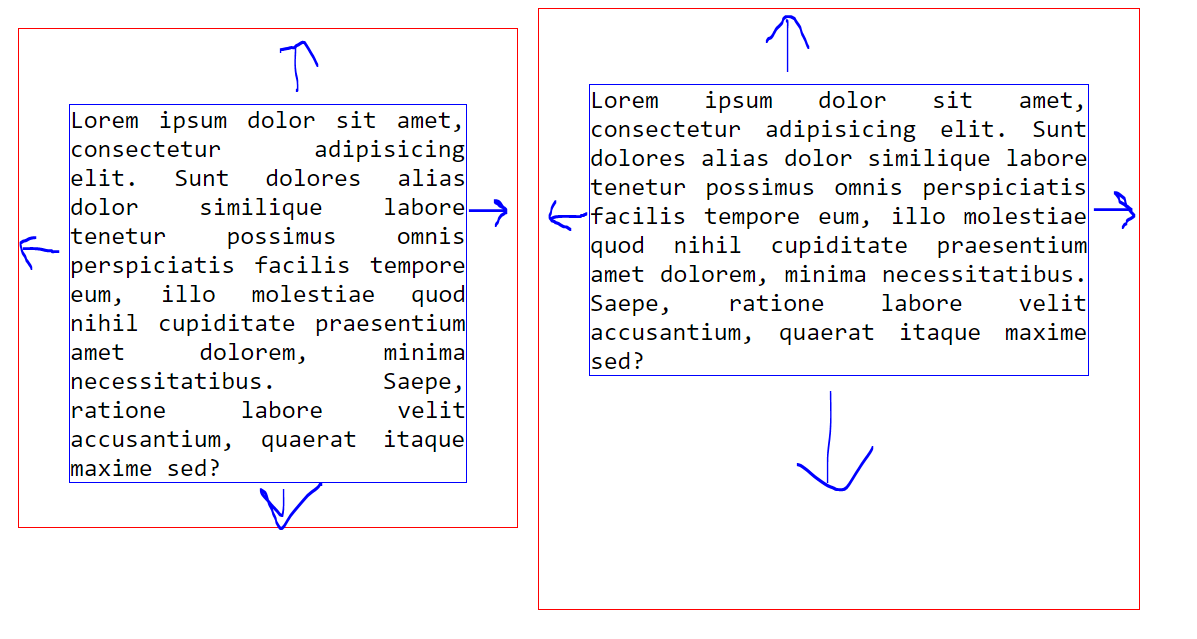 Lorem ipsum dolor sit amet,
consectetur adipisicing
elit. Sunt dolores alias
dolor similique labore
tenetur possimus omnis
perspiciatis facilis tempore
eum, illo molestiae quod
nihil cupiditate praesentium
amet dolorem, minima
necessitatibus. Saepe,
ratione labore velit
accusantium, quaerat itaque
maxime sed?
Lorem ipsum dolor sit amet,
consectetur adipisicing elit. Sunt
dolores alias dolor similique labore
tenetur possimus omnis perspiciatis
facilis tempore eum, illo molestiae
quod nihil cupiditate praesentium
amet dolorem, minima necessitatibus.
Saepe, ratione labore velit
accusantium, quaerat itaque maxime
sed?